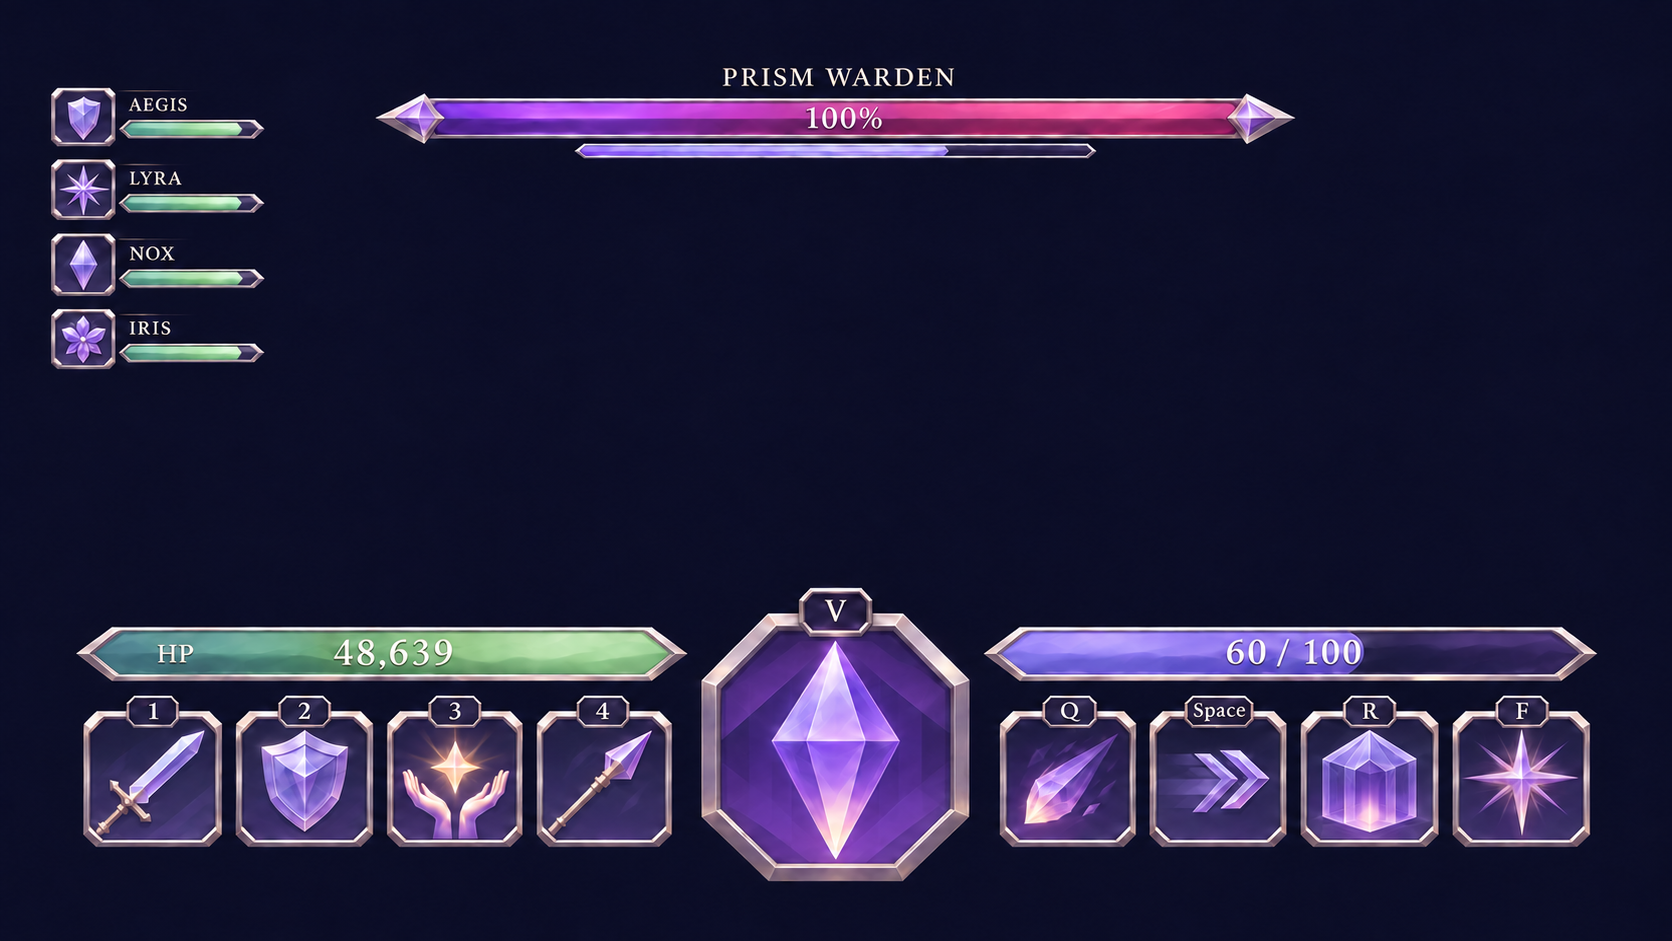 PRISM WARDEN
100%
AEGIS
LYRA
NOX
IRIS
HP 48,639
V
60 / 100
1 2 3 4
Q Space R F